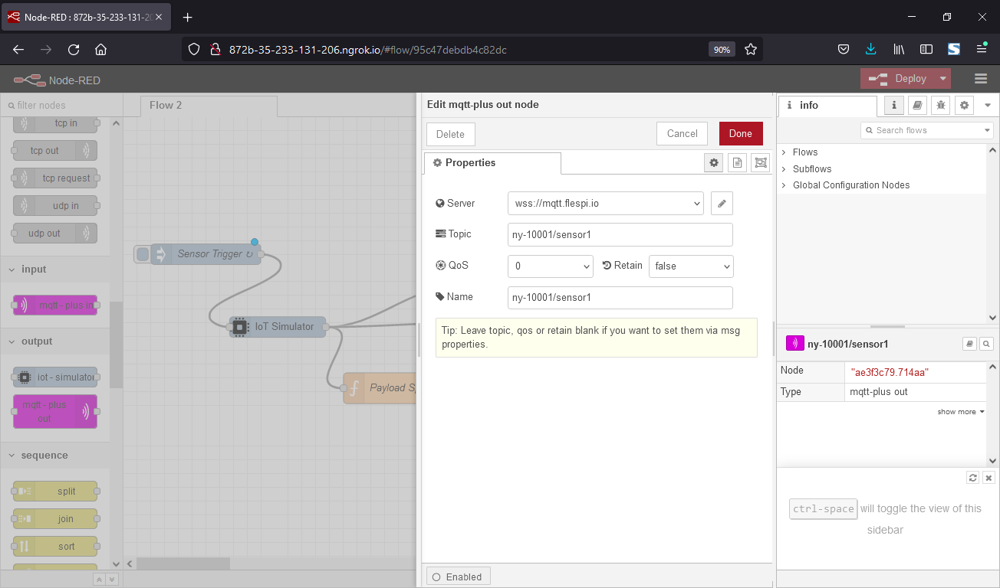 Node-RED : 872b-35-233-131-20
872b-35-233-131-206.ngrok.io/#flow/95c47debdb4c82dc
90%
Node-RED
Deploy
filter nodes
tcp in
tcp out
tcp request
udp in
udp out
input
mqtt - plus in
output
iot - simulator
mqtt - plus
out
sequence
split
join
sort
Flow 2
Sensor Trigger ↻
IoT Simulator
Payload S
Edit mqtt-plus out node
Delete
Cancel
Done
Properties
Server
wss://mqtt.flespi.io
Topic
ny-10001/sensor1
QoS
0
Retain
false
Name
ny-10001/sensor1
Tip: Leave topic, qos or retain blank if you want to set them via msg
properties.
Enabled
i
info
i
Search flows
Flows
Subflows
Global Configuration Nodes
ny-10001/sensor1
Node
"ae3f3c79.714aa"
Type
mqtt-plus out
show more
ctrl-space will toggle the view of this
sidebar